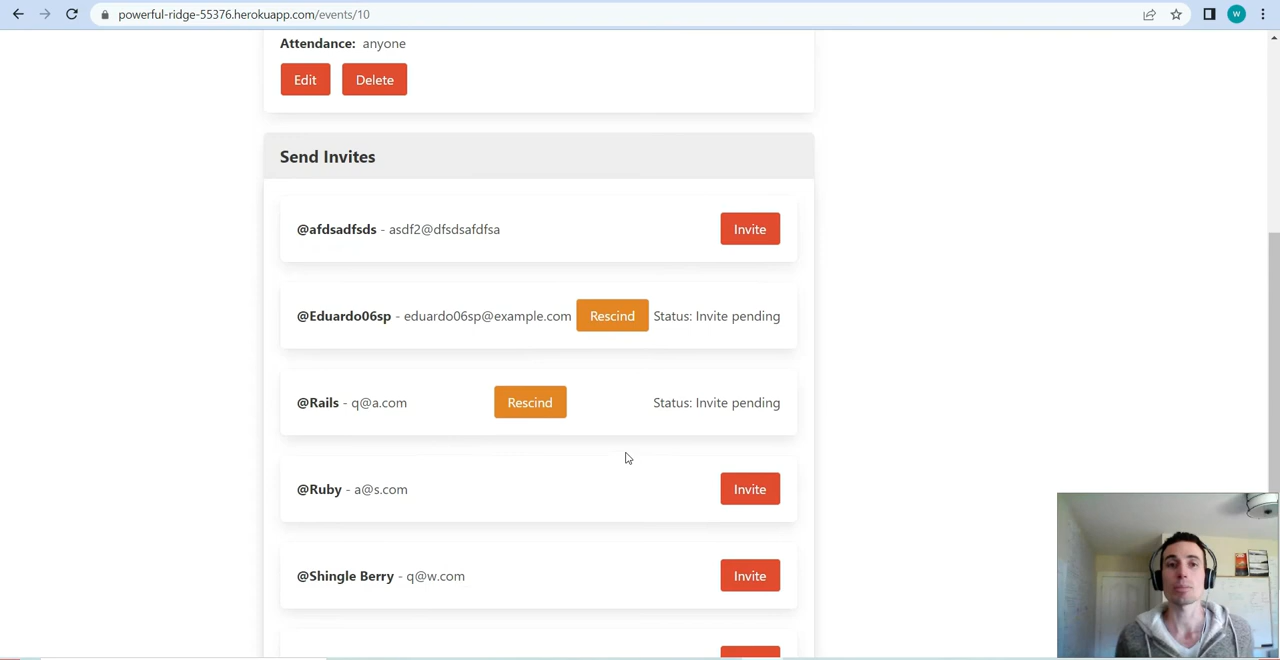 powerful-ridge-55376.herokuapp.com/events/10
W
Attendance: anyone
Edit Delete
Send Invites
@afdsadfsds - asdf2@dfsdsafdfsa Invite
@Eduardo06sp - eduardo06sp@example.com Rescind Status: Invite pending
@Rails - q@a.com Rescind Status: Invite pending
@Ruby - a@s.com Invite
@Shingle Berry - q@w.com Invite